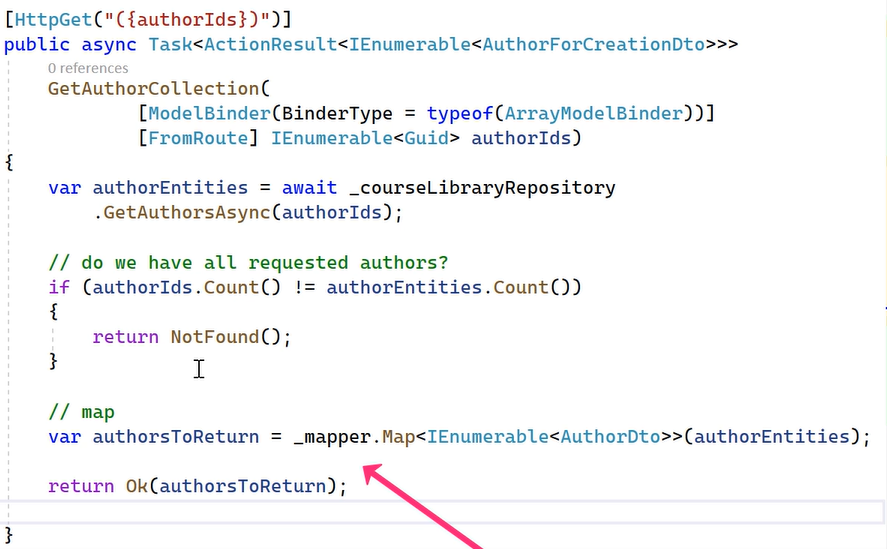 [HttpGet("({authorIds})")]
public async Task<ActionResult<IEnumerable<AuthorForCreationDto>>>
0 references
GetAuthorCollection(
[ModelBinder(BinderType = typeof(ArrayModelBinder))]
[FromRoute] IEnumerable<Guid> authorIds)
{
var authorEntities = await _courseLibraryRepository
.GetAuthorsAsync(authorIds);
// do we have all requested authors?
if (authorIds.Count() != authorEntities.Count())
{
return NotFound();
}
// map
var authorsToReturn = _mapper.Map<IEnumerable<AuthorDto>>(authorEntities);
return Ok(authorsToReturn);
}